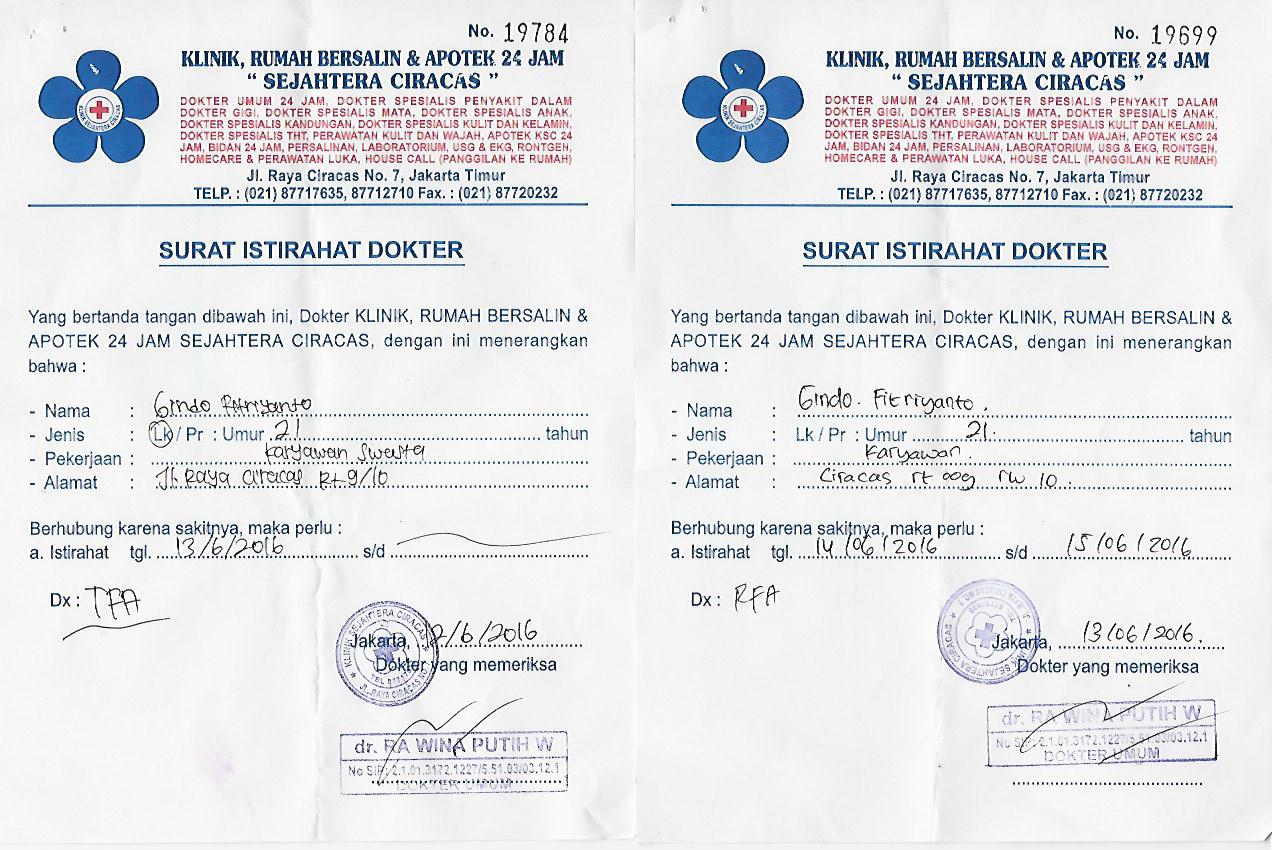 No. 19784
KLINIK, RUMAH BERSALIN & APOTEK 24 JAM
“ SEJAHTERA CIRACAS ”
DOKTER UMUM 24 JAM, DOKTER SPESIALIS PENYAKIT DALAM
DOKTER GIGI, DOKTER SPESIALIS MATA, DOKTER SPESIALIS ANAK,
DOKTER SPESIALIS KANDUNGAN, DOKTER SPESIALIS KULIT DAN KELAMIN,
DOKTER SPESIALIS THT, PERAWATAN KULIT DAN WAJAH, APOTEK KSC 24
JAM, BIDAN 24 JAM, PERSALINAN, LABORATORIUM, USG & EKG, RONTGEN,
HOMECARE & PERAWATAN LUKA, HOUSE CALL (PANGGILAN KE RUMAH)
Jl. Raya Ciracas No. 7, Jakarta Timur
TELP. : (021) 87717635, 87712710 Fax. : (021) 87720232
SURAT ISTIRAHAT DOKTER
Yang bertanda tangan dibawah ini, Dokter KLINIK, RUMAH BERSALIN &
APOTEK 24 JAM SEJAHTERA CIRACAS, dengan ini menerangkan
bahwa :
- Nama : Gindo Fitriyanto
- Jenis : Lk / Pr : Umur 21 tahun
- Pekerjaan : Karyawan Swasta
- Alamat : Jl. Raya Ciracas Rt 9/10
Berhubung karena sakitnya, maka perlu :
a. Istirahat tgl. 13/6/2016 s/d
Dx :
KLINIK SEJAHTERA CIRACAS
JL. RAYA CIRACAS NO
Jakarta, 12/6/2016
Dokter yang memeriksa
dr. RA WINA PUTIH W
No SIP: 2.1.01.3172.1227/5.51.03/03.12.1
DOKTER UMUM
No. 19699
KLINIK, RUMAH BERSALIN & APOTEK 24 JAM
“ SEJAHTERA CIRACAS ”
DOKTER UMUM 24 JAM, DOKTER SPESIALIS PENYAKIT DALAM
DOKTER GIGI, DOKTER SPESIALIS MATA, DOKTER SPESIALIS ANAK,
DOKTER SPESIALIS KANDUNGAN, DOKTER SPESIALIS KULIT DAN KELAMIN,
DOKTER SPESIALIS THT, PERAWATAN KULIT DAN WAJAH, APOTEK KSC 24
JAM, BIDAN 24 JAM, PERSALINAN, LABORATORIUM, USG & EKG, RONTGEN,
HOMECARE & PERAWATAN LUKA, HOUSE CALL (PANGGILAN KE RUMAH)
Jl. Raya Ciracas No. 7, Jakarta Timur
TELP. : (021) 87717635, 87712710 Fax. : (021) 87720232
SURAT ISTIRAHAT DOKTER
Yang bertanda tangan dibawah ini, Dokter KLINIK, RUMAH BERSALIN &
APOTEK 24 JAM SEJAHTERA CIRACAS, dengan ini menerangkan
bahwa :
- Nama : Gindo. Fitriyanto.
- Jenis : Lk / Pr : Umur 21. tahun
- Pekerjaan : Karyawan.
- Alamat : Ciracas rt 009 rw 10.
Berhubung karena sakitnya, maka perlu :
a. Istirahat tgl. 14/06/2016 s/d 15/06/2016
Dx : RFA
Jakarta, 13/06/2016.
Dokter yang memeriksa
dr. RA WINA PUTIH W
No SIP: 2.1.01.3172.1227/5.51.03/03.12.1
DOKTER UMUM